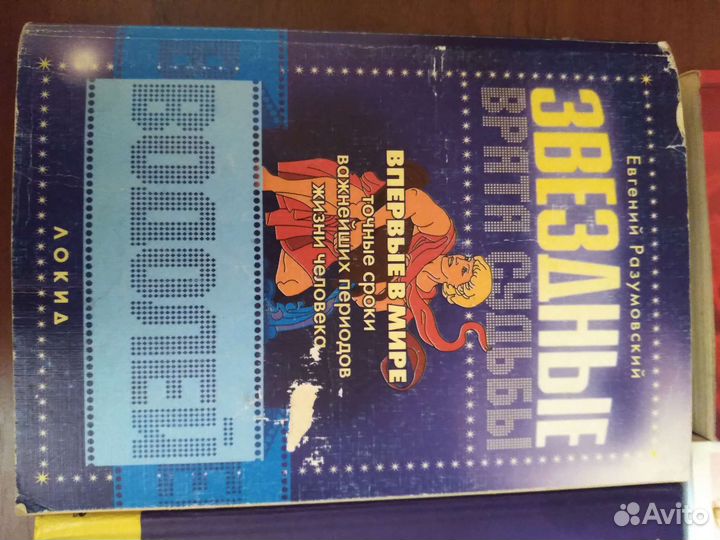 Евгений Разумовский
ЗВЕЗДНЫЕ
ВРАТА СУДЬБЫ
ВПЕРВЫЕ В МИРЕ
точные сроки
важнейших периодов
жизни человека
ВОДОЛЕЙ
ЛОКИД
Avito